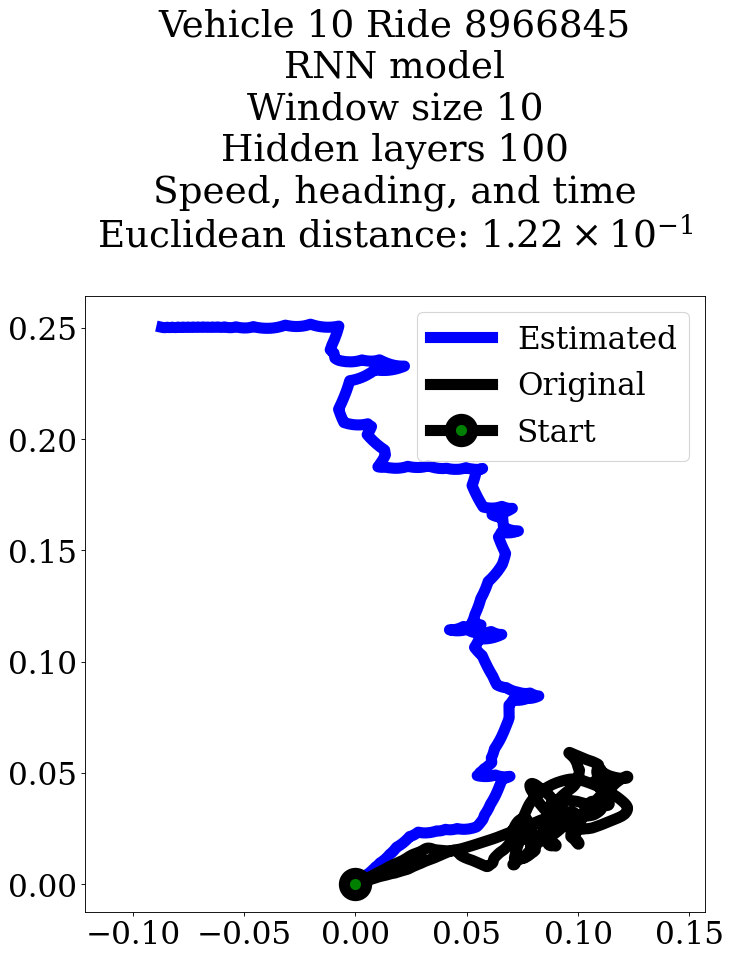 Vehicle 10 Ride 8966845
RNN model
Window size 10
Hidden layers 100
Speed, heading, and time
Euclidean distance: 1.22 × 10⁻¹
Estimated
Original
Start
0.25
0.20
0.15
0.10
0.05
0.00
−0.10 −0.05 0.00 0.05 0.10 0.15